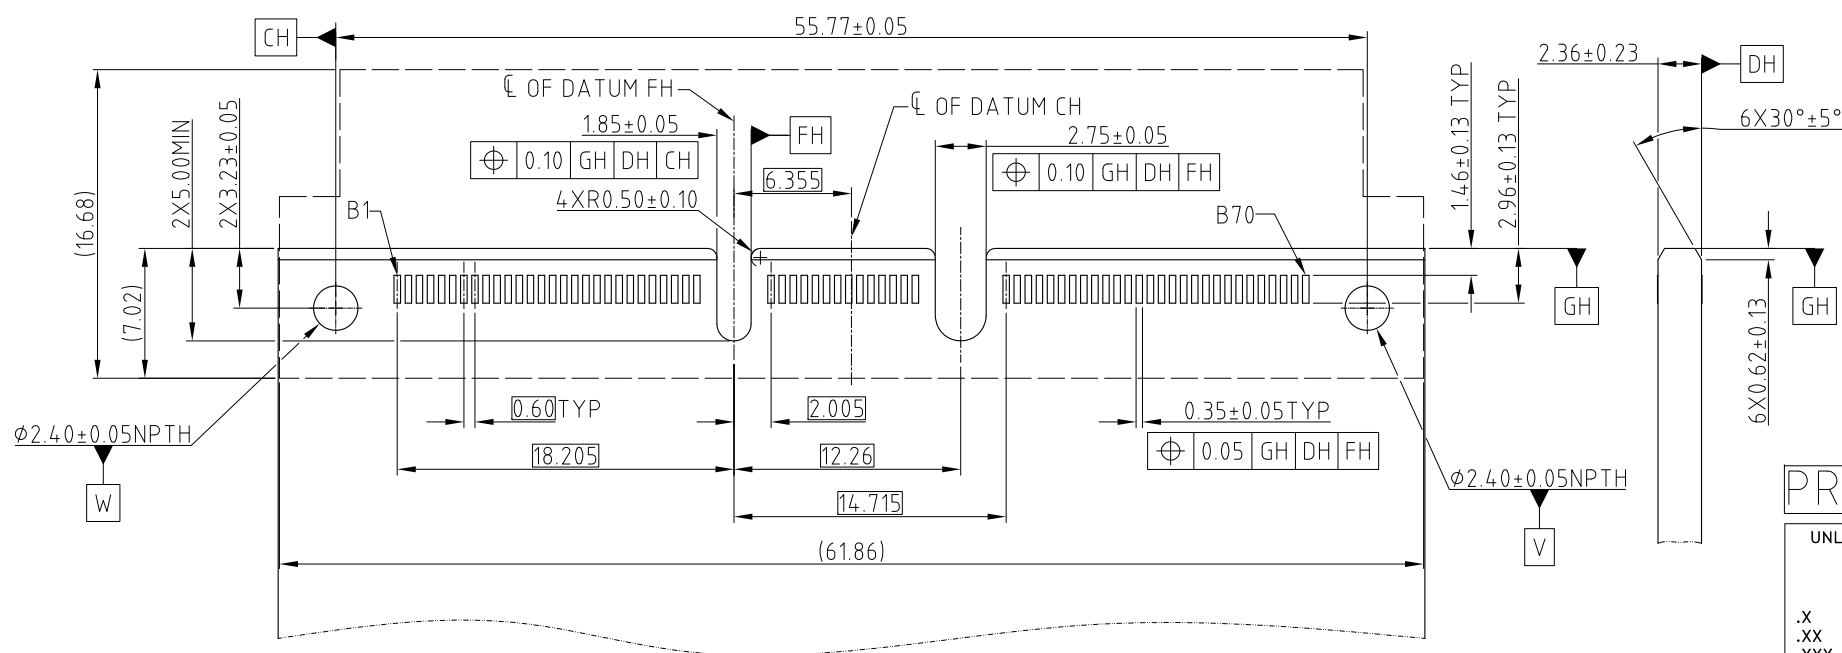 55.77±0.05
CH
2.36±0.23
DH
℄ OF DATUM FH
℄ OF DATUM CH
1.85±0.05
FH
2.75±0.05
6X30°±5°
⌖ 0.10 GH DH CH
⌖ 0.10 GH DH FH
6.355
4XR0.50±0.10
B1
B70
(16.68)
2X5.00MIN
2X3.23±0.05
1.46±0.13 TYP
2.96±0.13 TYP
(7.02)
GH
GH
6X0.62±0.13
0.60 TYP
2.005
0.35±0.05TYP
⌀2.40±0.05NPTH
W
18.205
12.26
⌖ 0.05 GH DH FH
⌀2.40±0.05NPTH
V
14.715
(61.86)
PR
UNL
.X
.XX
.XXX